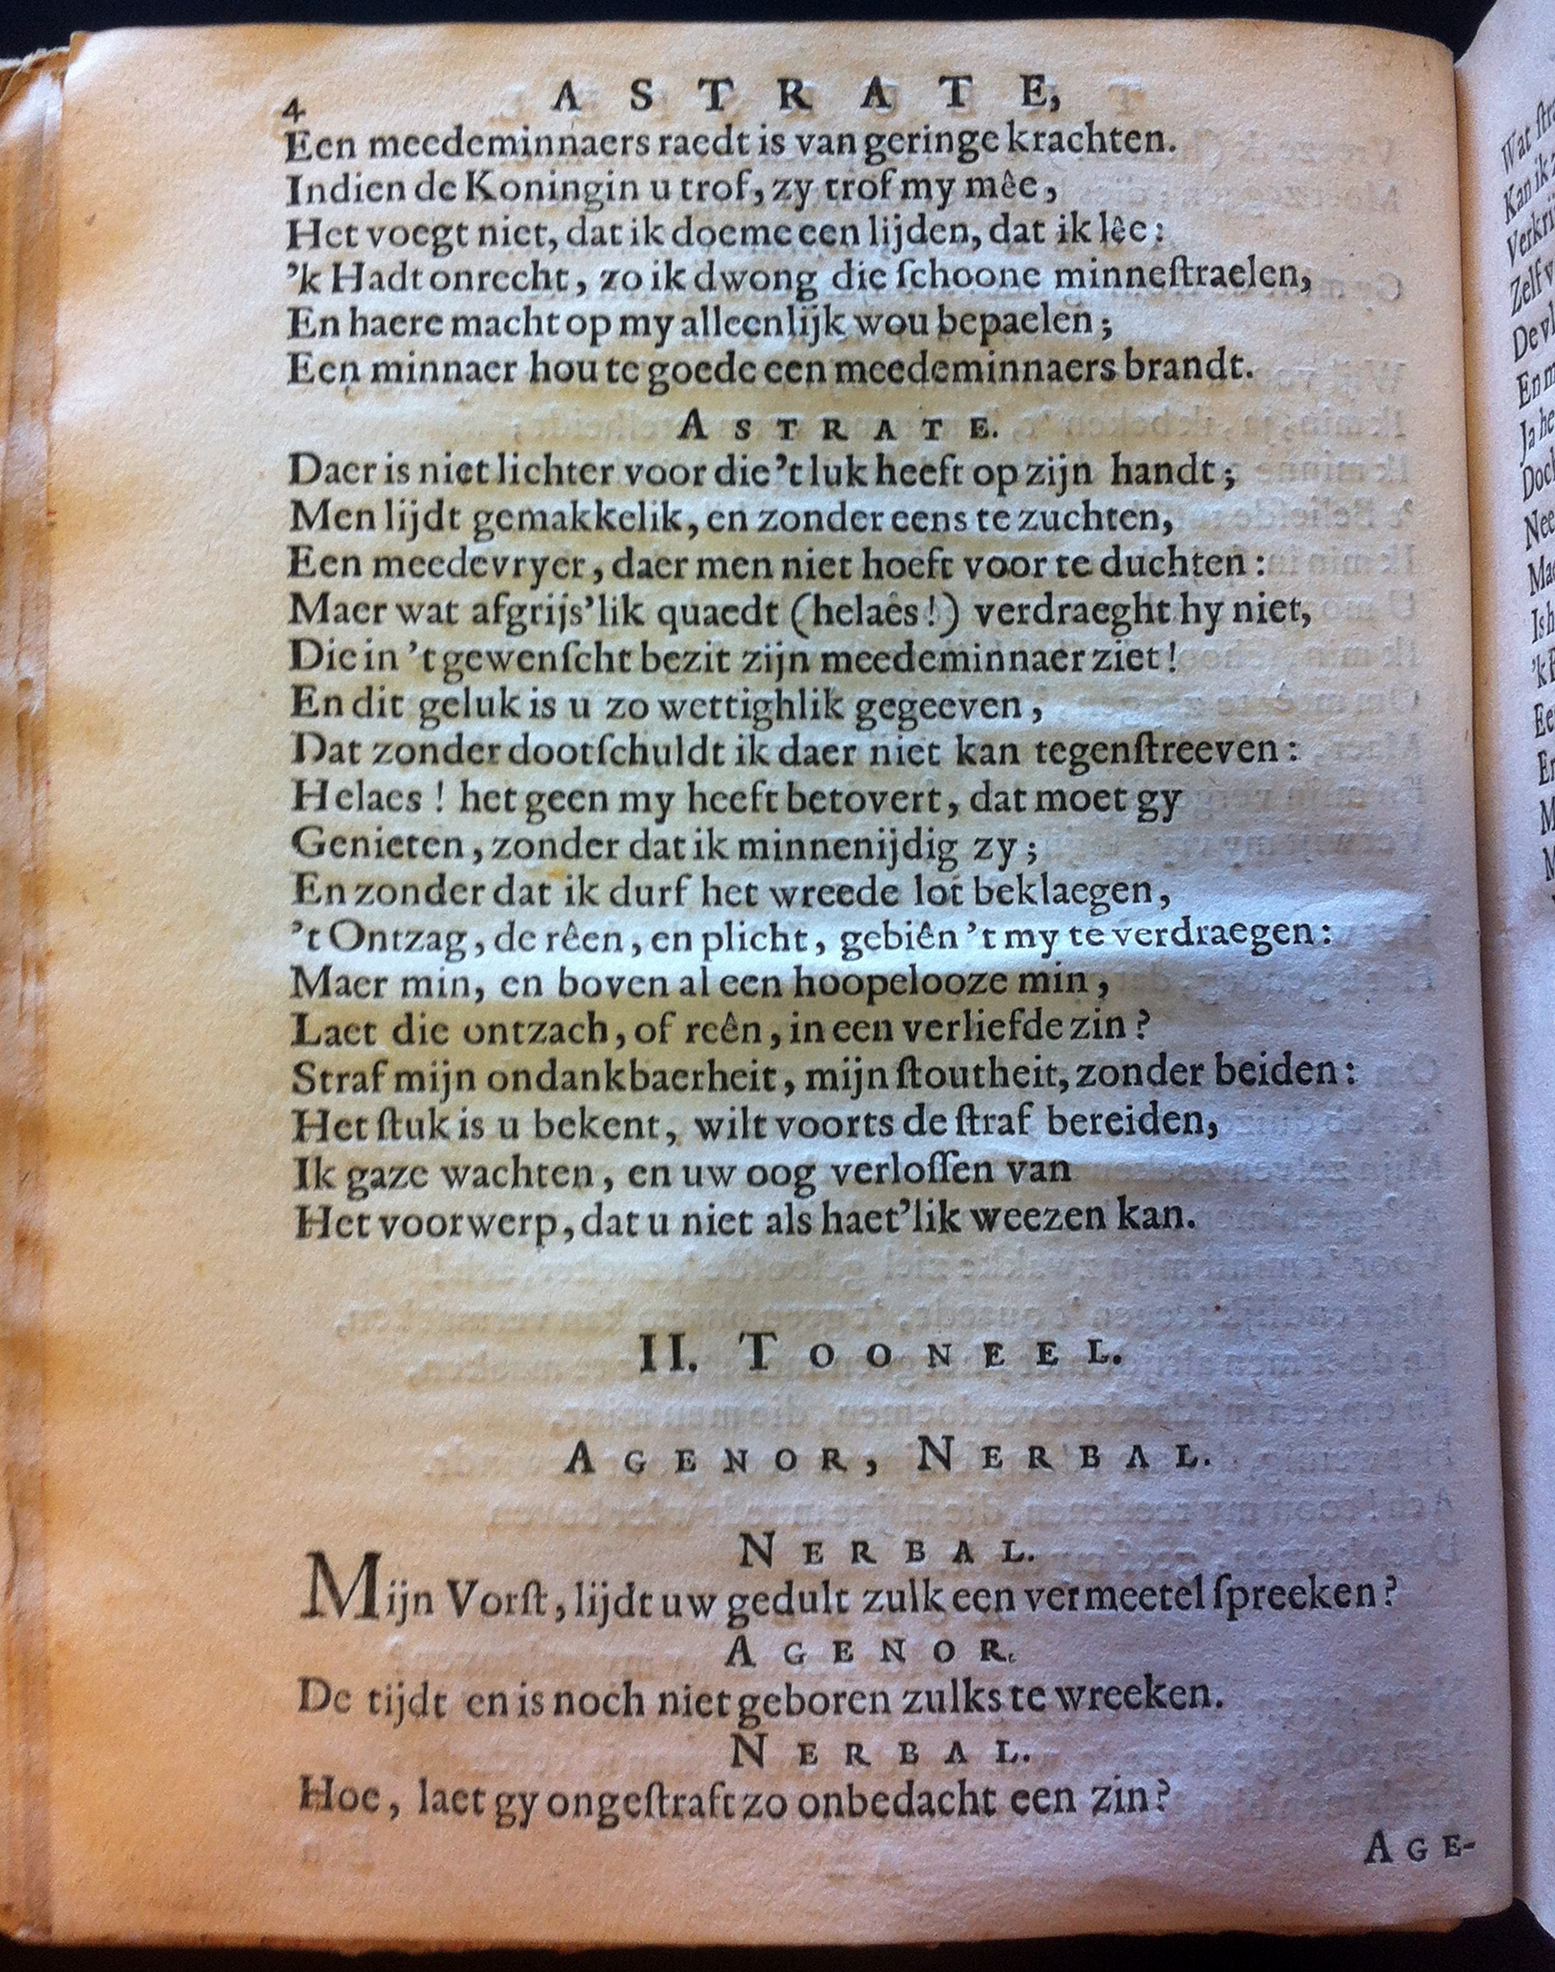 4 ASTRATE,
Een meedeminnaers raedt is van geringe krachten.
Indien de Koningin u trof, zy trof my mêe,
Het voegt niet, dat ik doeme een lijden, dat ik lêe:
’k Hadt onrecht, zo ik dwong die ſchoone minneſtraelen,
En haere macht op my alleenlijk wou bepaelen;
Een minnaer hou te goede een meedeminnaers brandt.
ASTRATE.
Daer is niet lichter voor die ’t luk heeft op zijn handt;
Men lijdt gemakkelik, en zonder eens te zuchten,
Een meedevryer, daer men niet hoeft voor te duchten:
Maer wat afgrijs’lik quaedt (helaes!) verdraeght hy niet,
Die in ’t gewenſcht bezit zijn meedeminnaer ziet!
En dit geluk is u zo wettighlik gegeeven,
Dat zonder dootſchuldt ik daer niet kan tegenſtreeven:
Helaes! het geen my heeft betovert, dat moet gy
Genieten, zonder dat ik minnenijdig zy;
En zonder dat ik durf het wreede lot beklaegen,
’t Ontzag, de rêen, en plicht, gebiên ’t my te verdraegen:
Maer min, en boven al een hoopelooze min,
Laet die ontzach, of reên, in een verliefde zin?
Straf mijn ondankbaerheit, mijn ſtoutheit, zonder beiden:
Het ſtuk is u bekent, wilt voorts de ſtraf bereiden,
Ik gaze wachten, en uw oog verloſſen van
Het voorwerp, dat u niet als haet’lik weezen kan.
II. TOONEEL.
AGENOR, NERBAL.
NERBAL.
Mijn Vorſt, lijdt uw gedult zulk een vermeetel ſpreeken?
AGENOR.
De tijdt en is noch niet geboren zulks te wreeken.
NERBAL.
Hoe, laet gy ongeſtraft zo onbedacht een zin?
AGE-
Wat
Kan ik
Zelf
De
En
Ja
Nee